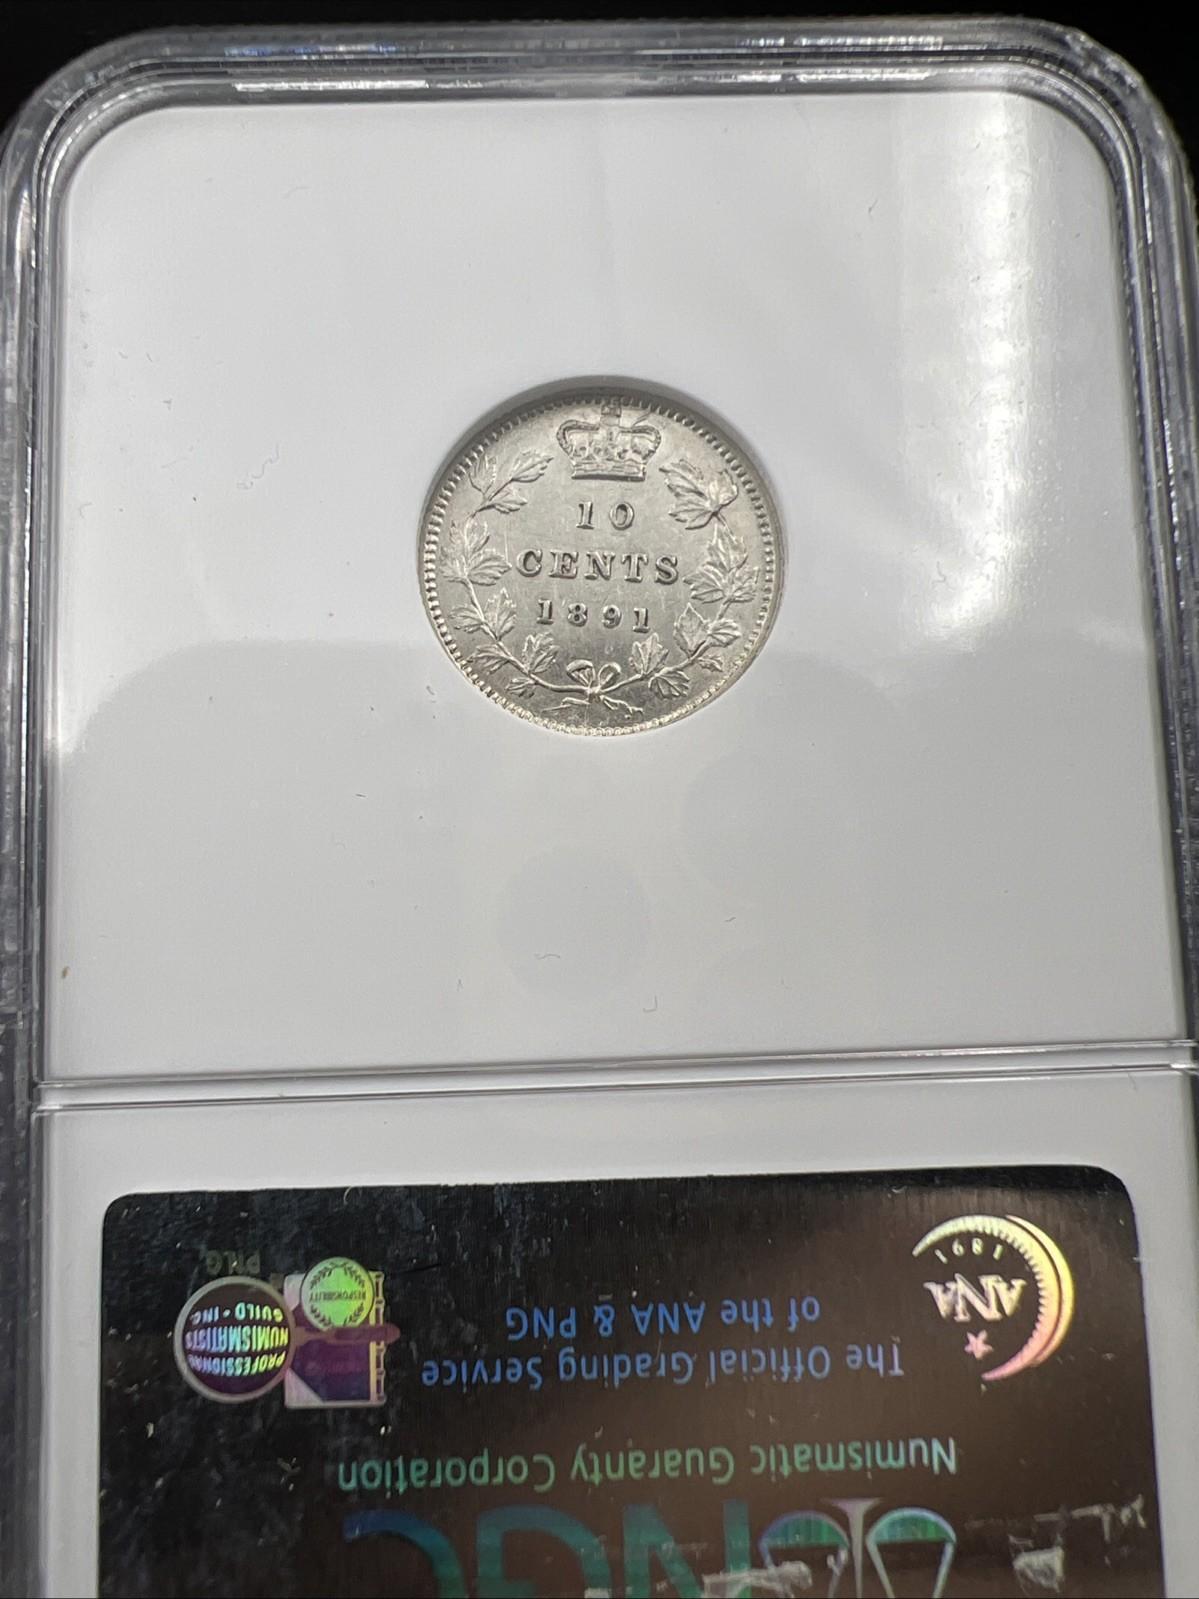 10
CENTS
1891
PNG
RESPONSIBILITY
PROFESSIONAL
NUMISMATISTS
GUILD • INC.
1891
ANA
The Official Grading Service
of the ANA & PNG
Numismatic Guaranty Corporation
NGC